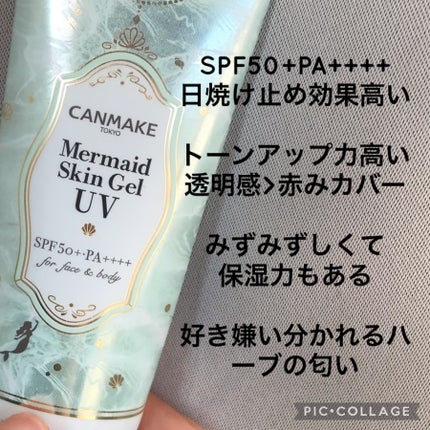 CANMAKE
TOKYO
Mermaid
Skin Gel
UV
SPF50+・PA++++
for face & body
SPF50+PA++++
日焼け止め効果高い
トーンアップ力高い
透明感>赤みカバー
みずみずしくて
保湿力もある
好き嫌い分かれるハ
ーブの匂い
PIC•COLLAGE